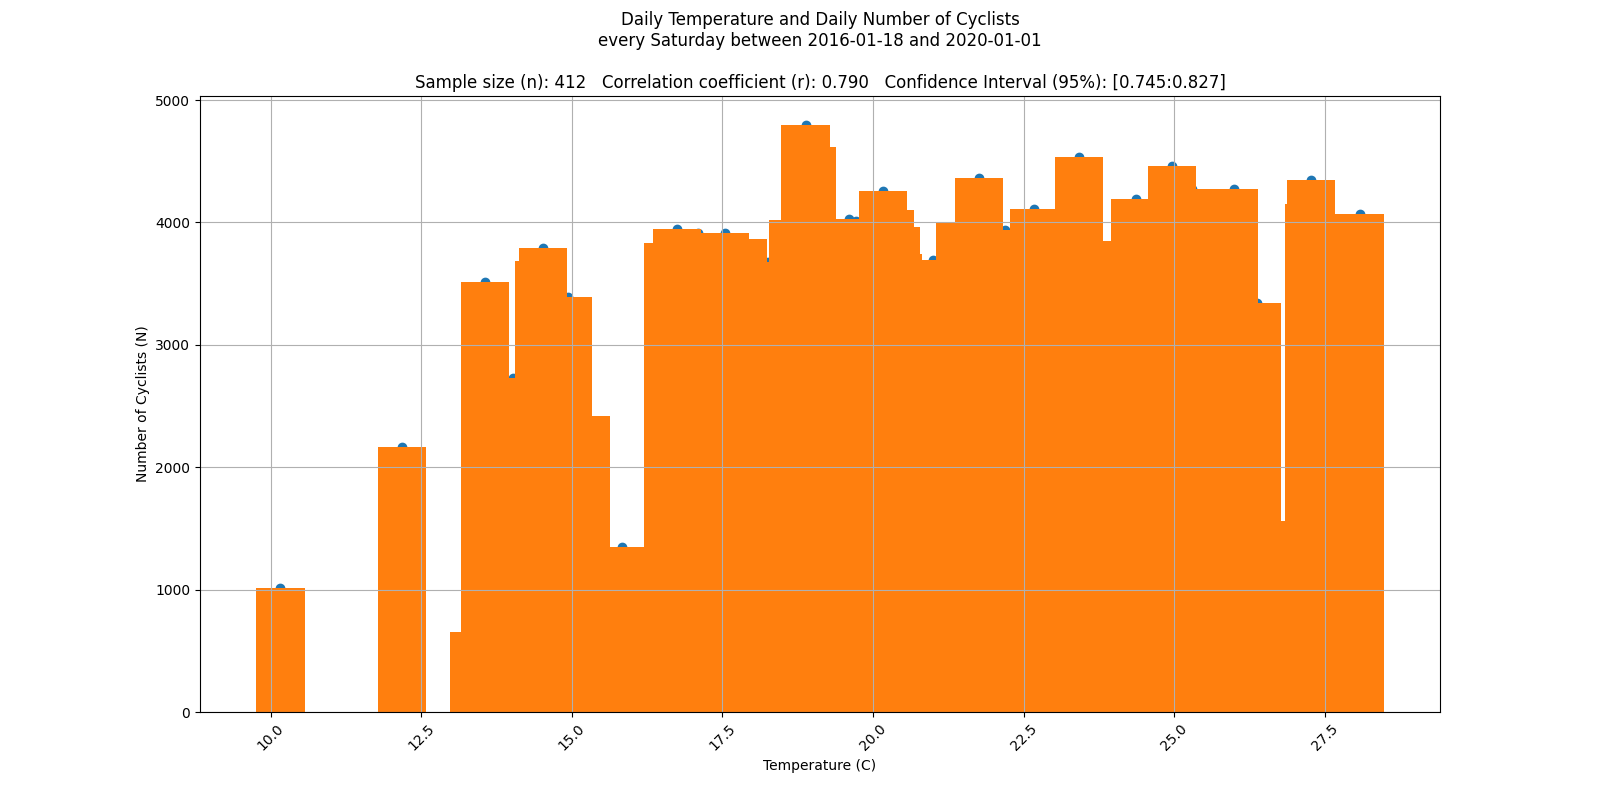 Daily Temperature and Daily Number of Cyclists
every Saturday between 2016-01-18 and 2020-01-01
Sample size (n): 412   Correlation coefficient (r): 0.790   Confidence Interval (95%): [0.745:0.827]
5000
4000
3000
2000
1000
0
Number of Cyclists (N)
10.0 12.5 15.0 17.5 20.0 22.5 25.0 27.5
Temperature (C)